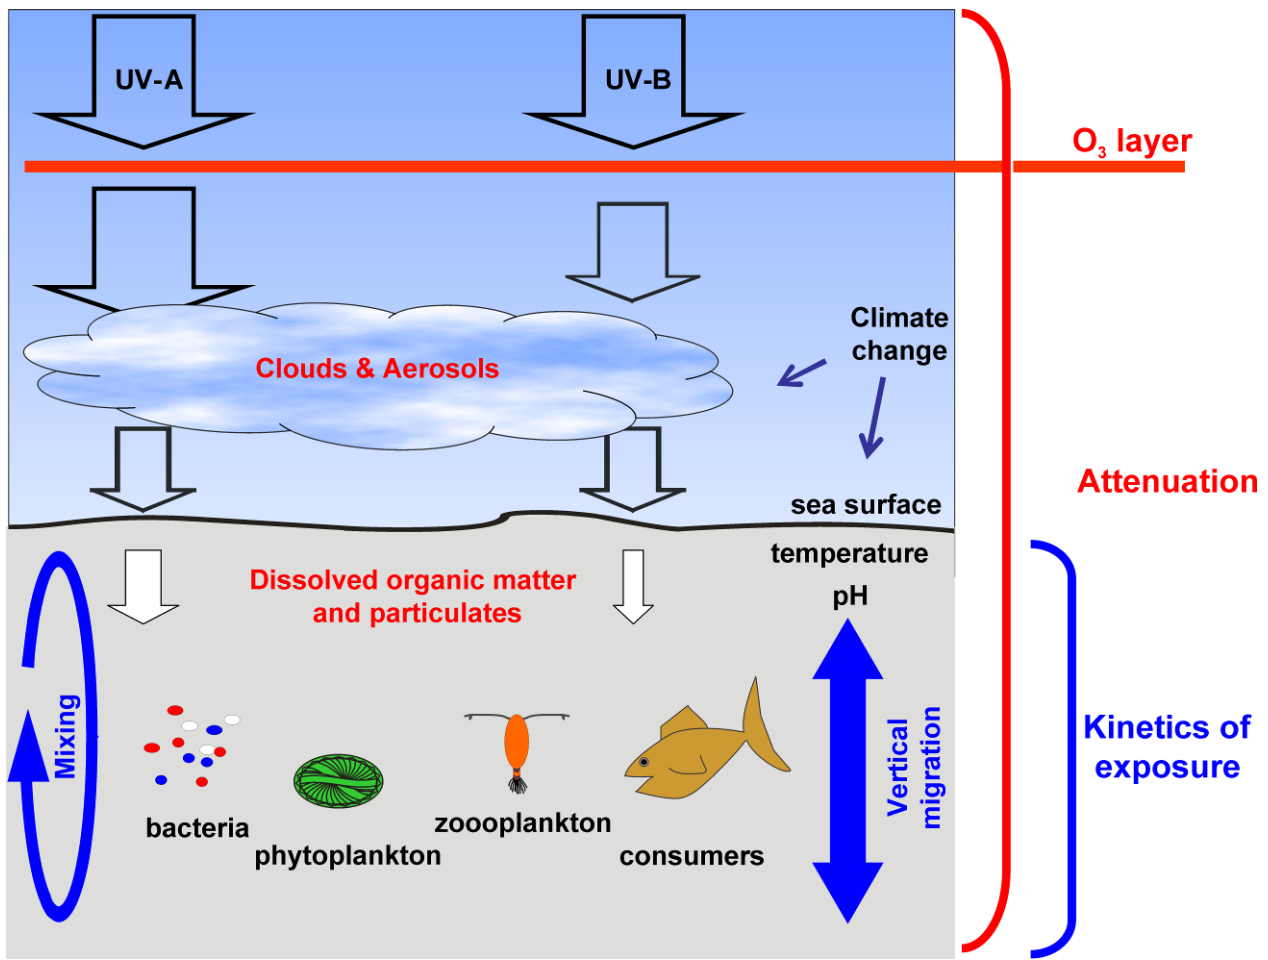 UV-A
UV-B
O₃ layer
Climate
change
Clouds & Aerosols
Attenuation
sea surface
temperature
pH
Dissolved organic matter
and particulates
Mixing
Vertical
migration
Kinetics of
exposure
bacteria
phytoplankton
zoooplankton
consumers